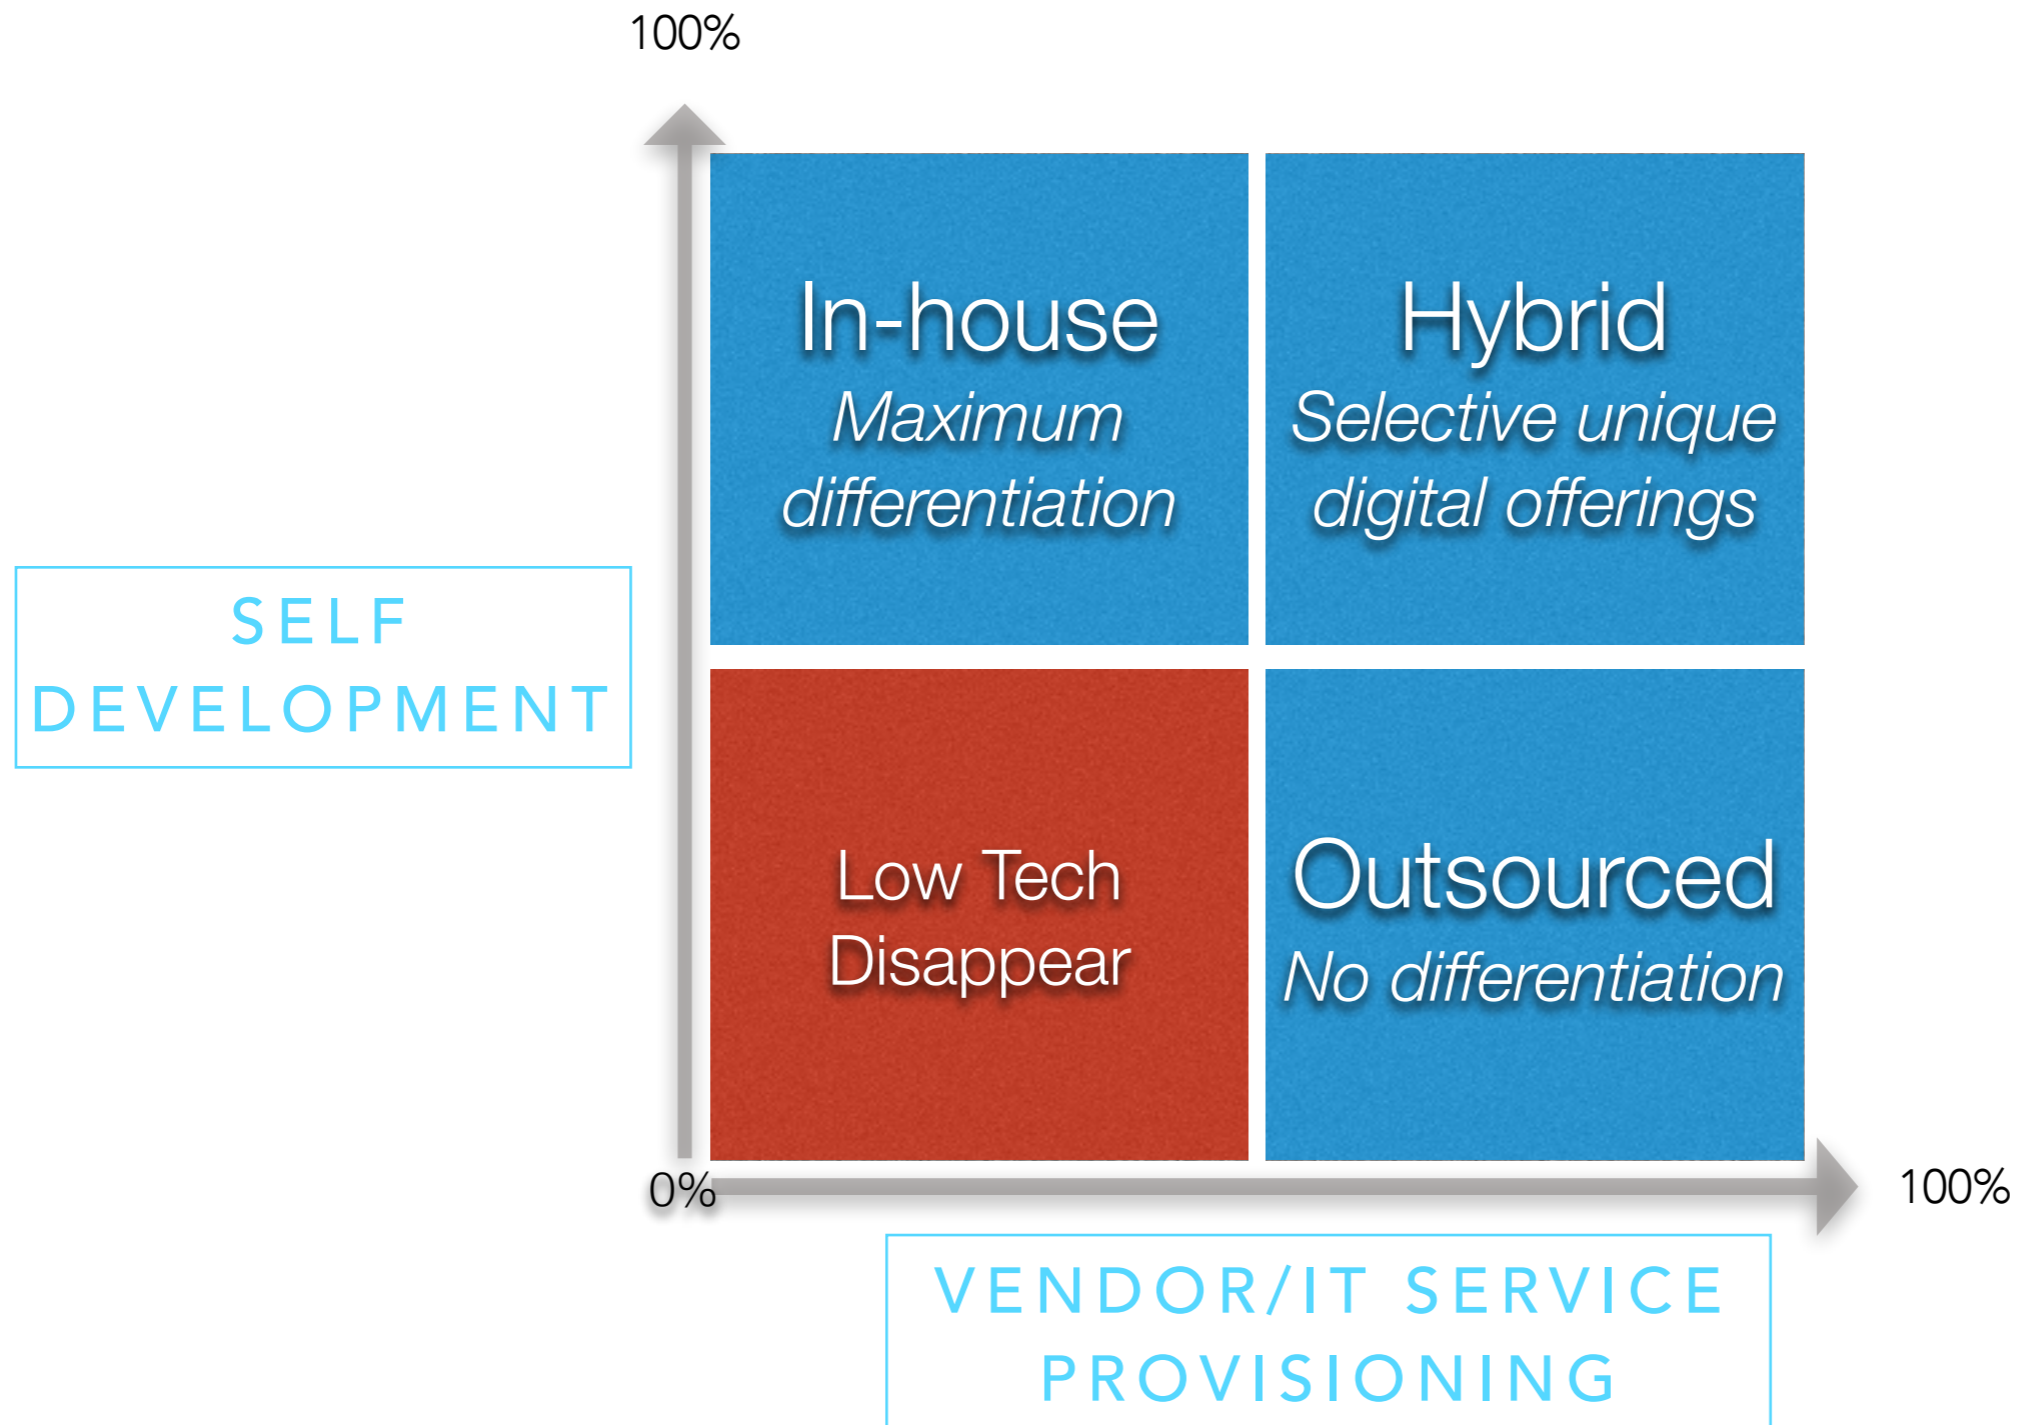 100%
In-house
Maximum
differentiation
Hybrid
Selective unique
digital offerings
SELF
DEVELOPMENT
Low Tech
Disappear
Outsourced
No differentiation
0%
100%
VENDOR/IT SERVICE
PROVISIONING